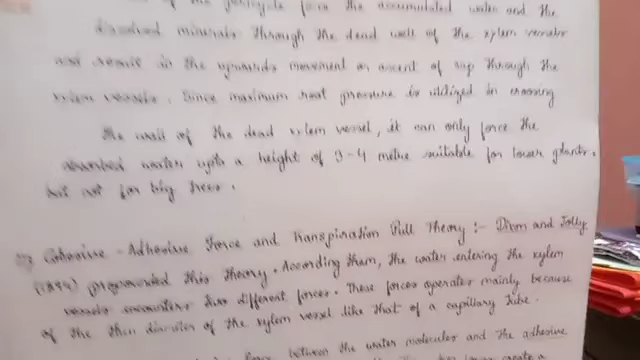 of the pericycle force the accumulated water and the
dissolved minerals through the dead wall of the xylem vessels
and result in the upwards movement or ascent of sap through the
xylem vessels. Since maximum root pressure is utilized in crossing
the wall of the dead xylem vessel, it can only force the
absorbed water upto a height of 3-4 metre suitable for lower plants.
but not for big trees.
Cohesive - Adhesive Force and Transpiration Pull Theory :- Dixon and Jolly
(1894) propounded this theory. According them, the water entering the xylem
vessels encounters two different forces. These forces operates mainly because
of the thin diameter of the xylem vessel like that of a capillary tube.
force between the water molecules and the adhesive